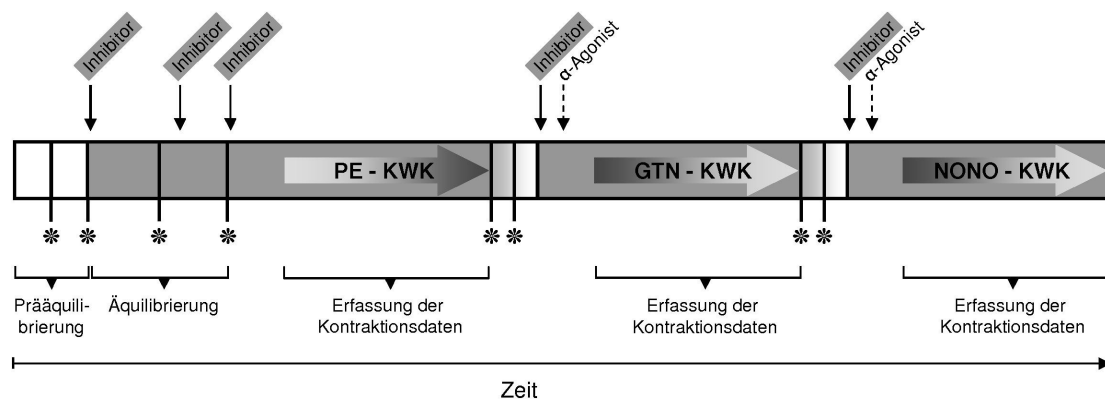 Inhibitor
Inhibitor
Inhibitor
Inhibitor
α-Agonist
Inhibitor
α-Agonist
PE - KWK
GTN - KWK
NONO - KWK
* * * * * * * *
Prääquili-
brierung
Äquilibrierung
Erfassung der
Kontraktionsdaten
Erfassung der
Kontraktionsdaten
Erfassung der
Kontraktionsdaten
Zeit